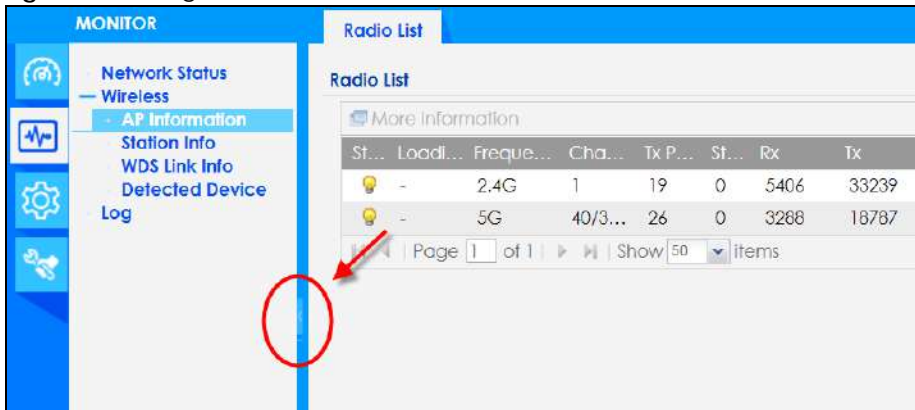 MONITOR
Radio List
Network Status
Wireless
AP Information
Station Info
WDS Link Info
Detected Device
Log
Radio List
More Information
St... Loadi... Freque... Cha... Tx P... St... Rx Tx
- 2.4G 1 19 0 5406 33239
- 5G 40/3... 26 0 3288 18787
Page 1 of 1 Show 50 items